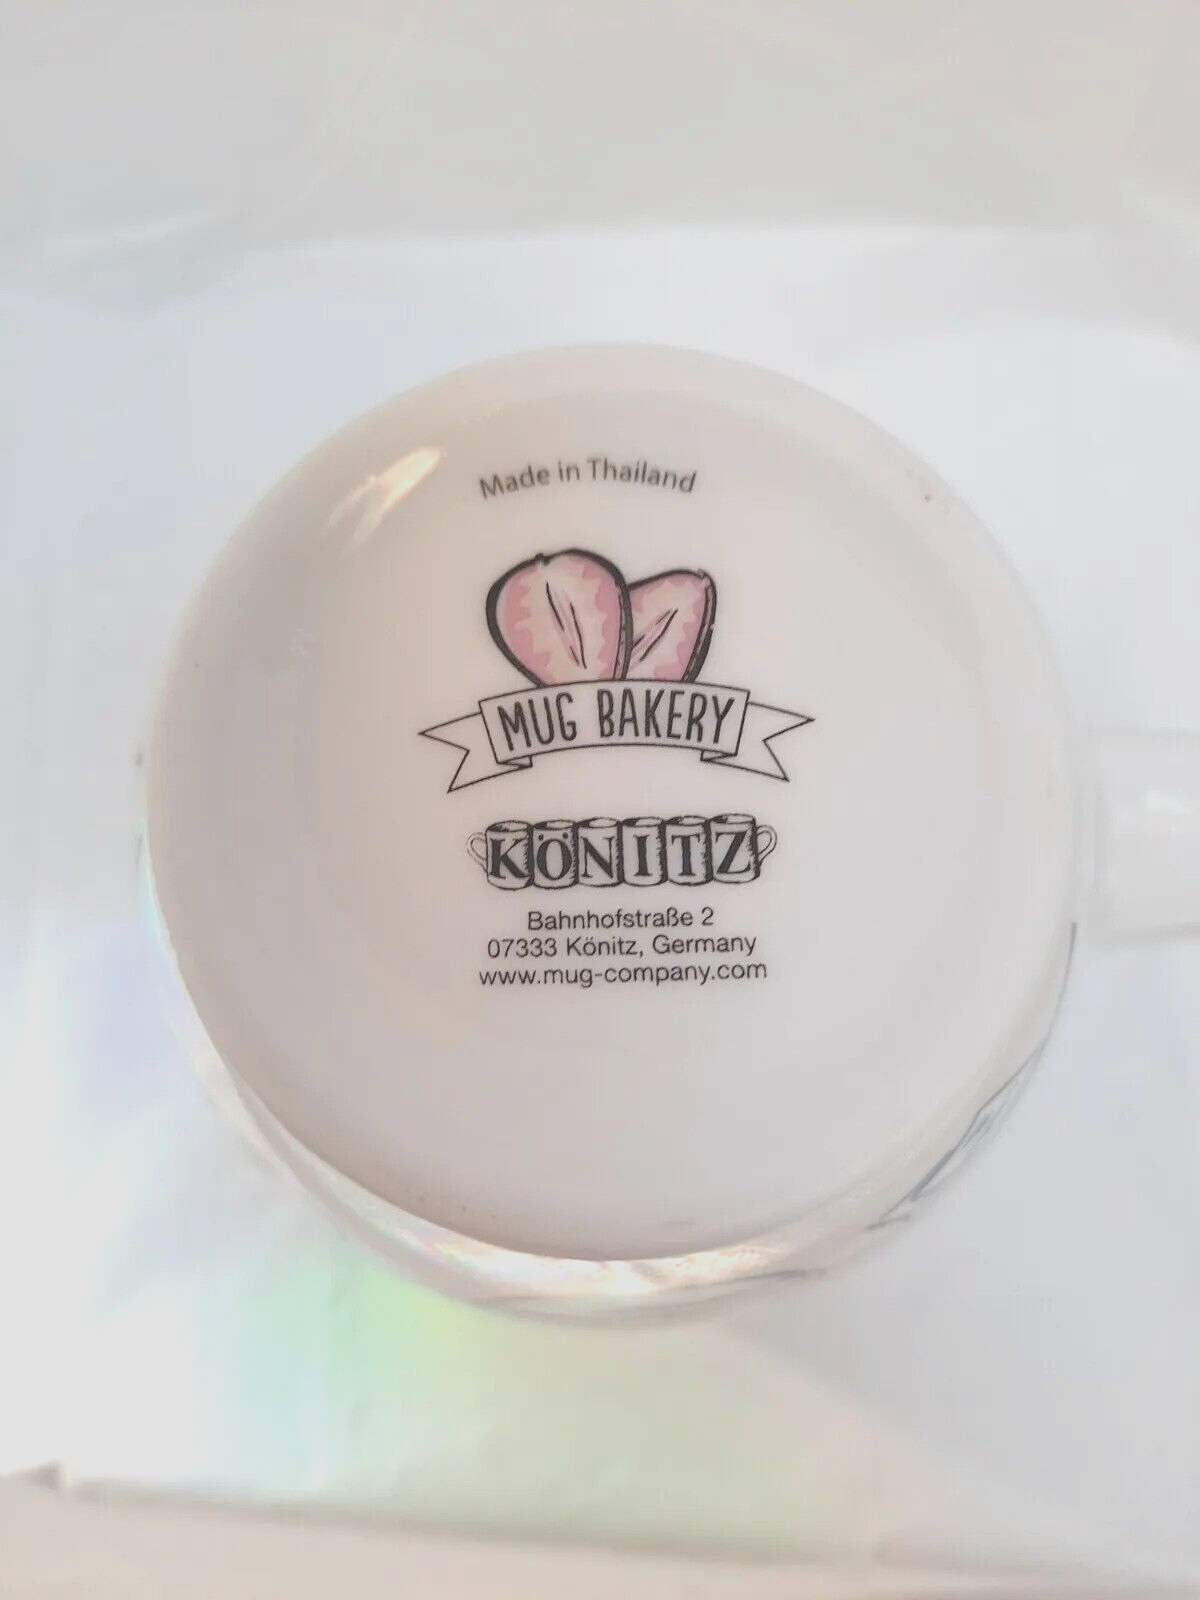 Made in Thailand
MUG BAKERY
KÖNITZ
Bahnhofstraße 2
07333 Könitz, Germany
www.mug-company.com